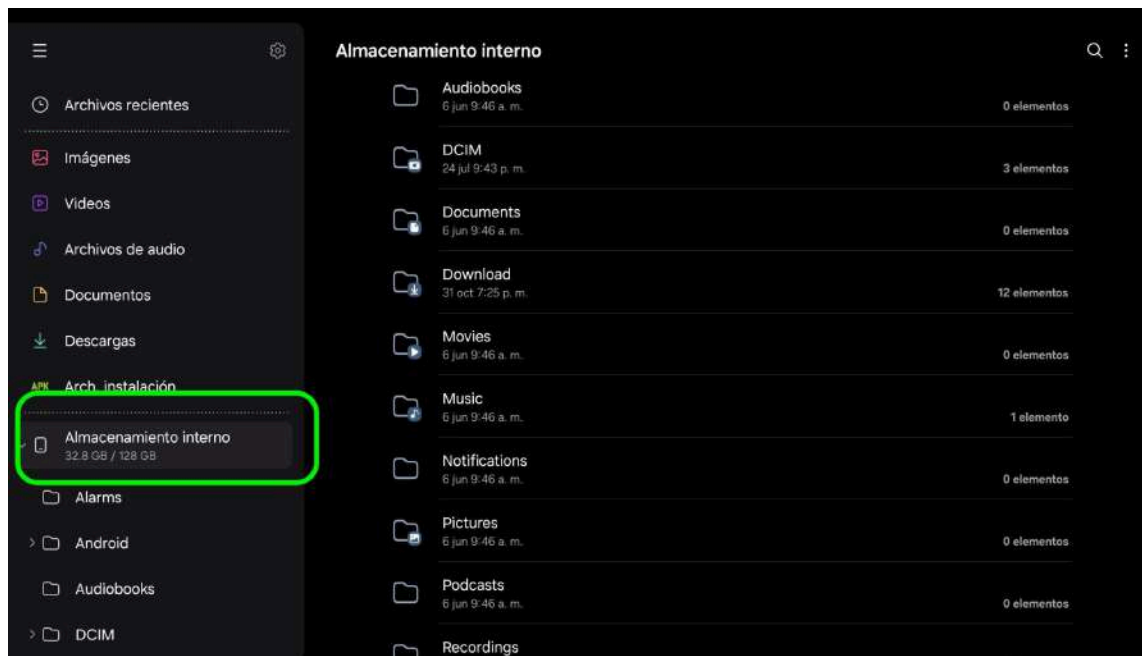 Archivos recientes
Imágenes
Videos
Archivos de audio
Documentos
Descargas
APK Arch. instalación
Almacenamiento interno
32.8 GB / 128 GB
Alarms
Android
Audiobooks
DCIM
Almacenamiento interno
Audiobooks
6 jun 9:46 a. m.
0 elementos
DCIM
24 jul 9:43 p. m.
3 elementos
Documents
6 jun 9:46 a. m.
0 elementos
Download
31 oct 7:25 p. m.
12 elementos
Movies
6 jun 9:46 a. m.
0 elementos
Music
6 jun 9:46 a. m.
1 elemento
Notifications
6 jun 9:46 a. m.
0 elementos
Pictures
6 jun 9:46 a. m.
0 elementos
Podcasts
6 jun 9:46 a. m.
0 elementos
Recordings